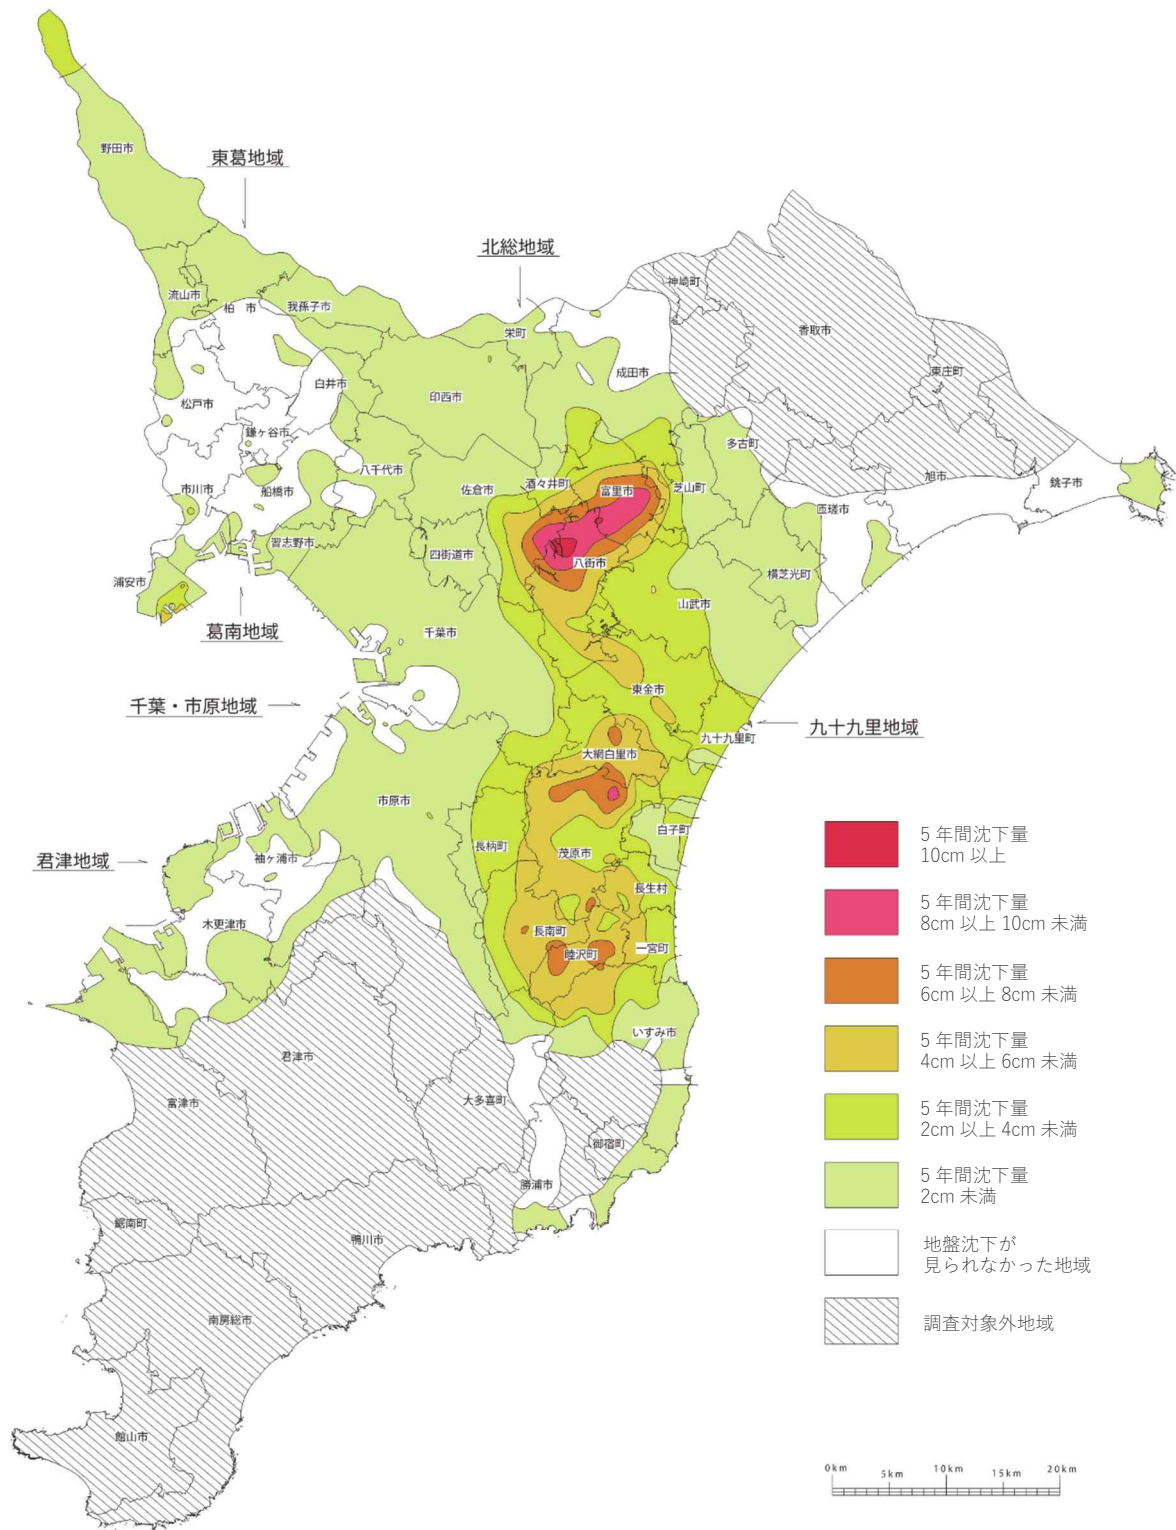 野田市
東葛地域
北総地域
神崎町
流山市
柏 市
我孫子市
栄町
香取市
成田市
東庄町
白井市
印西市
松戸市
鎌ヶ谷市
多古町
八千代市
佐倉市
酒々井町
富里市
芝山町
旭市
銚子市
市川市
船橋市
匝瑳市
習志野市
四街道市
八街市
横芝光町
浦安市
山武市
葛南地域
千葉市
東金市
千葉・市原地域
九十九里町
九十九里地域
大網白里市
市原市
白子町
長柄町
茂原市
君津地域
袖ヶ浦市
長生村
木更津市
長南町
睦沢町
一宮町
いすみ市
君津市
富津市
大多喜町
御宿町
勝浦市
鋸南町
鴨川市
南房総市
館山市
5 年間沈下量
10cm 以上
5 年間沈下量
8cm 以上 10cm 未満
5 年間沈下量
6cm 以上 8cm 未満
5 年間沈下量
4cm 以上 6cm 未満
5 年間沈下量
2cm 以上 4cm 未満
5 年間沈下量
2cm 未満
地盤沈下が
見られなかった地域
調査対象外地域
0km 5km 10km 15km 20km